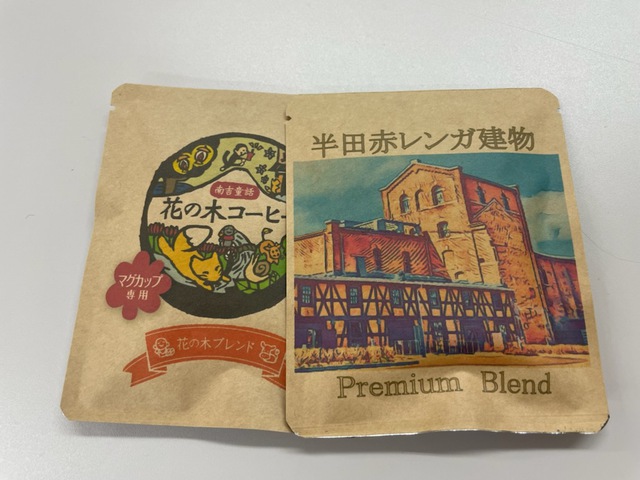 南吉童話
花の木コーヒー
マグカップ
専用
花の木ブレンド
半田赤レンガ建物
Premium Blend